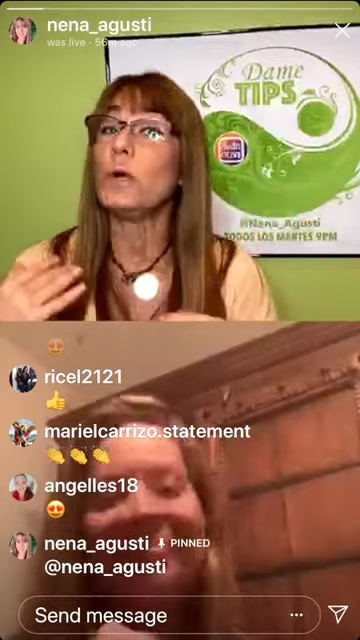 nena_agusti
was live · 56m ago
Dame
TIPS
@Nena_Agusti
TODOS LOS MARTES 9PM
ricel2121
marielcarrizo.statement
angelles18
nena_agusti PINNED
@nena_agusti
Send message